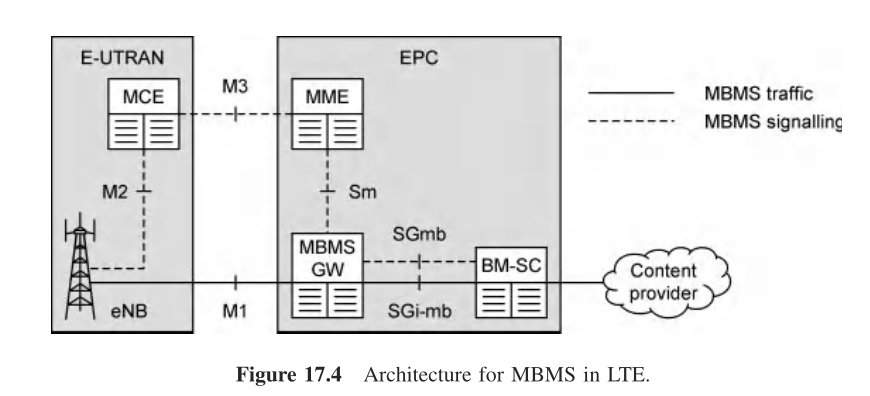 E-UTRAN
EPC
M3
MCE
MME
MBMS traffic
MBMS signalling
M2
Sm
SGmb
MBMS
GW
BM-SC
Content
provider
eNB
M1
SGi-mb
Figure 17.4 Architecture for MBMS in LTE.